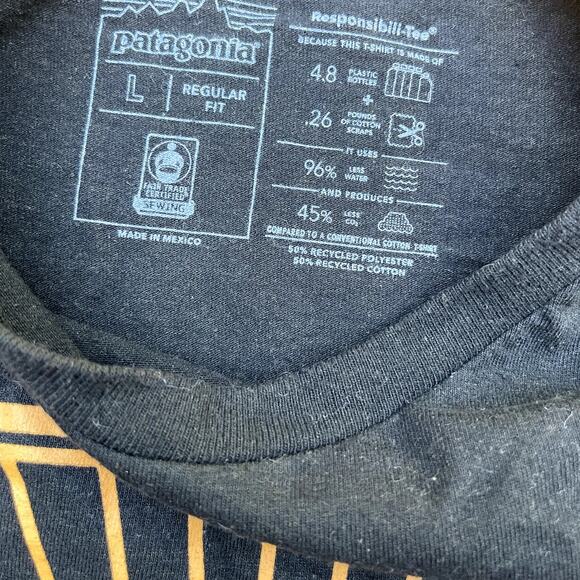 patagonia®
L
REGULAR
FIT
FAIR TRADE
CERTIFIED®
SEWING
MADE IN MEXICO
Responsibili-Tee®
BECAUSE THIS T-SHIRT IS MADE OF
4.8 PLASTIC
BOTTLES
+
.26 POUNDS
OF COTTON
SCRAPS
IT USES
96% LESS
WATER
AND PRODUCES
45% LESS
CO₂
COMPARED TO A CONVENTIONAL COTTON T-SHIRT
50% RECYCLED POLYESTER
50% RECYCLED COTTON